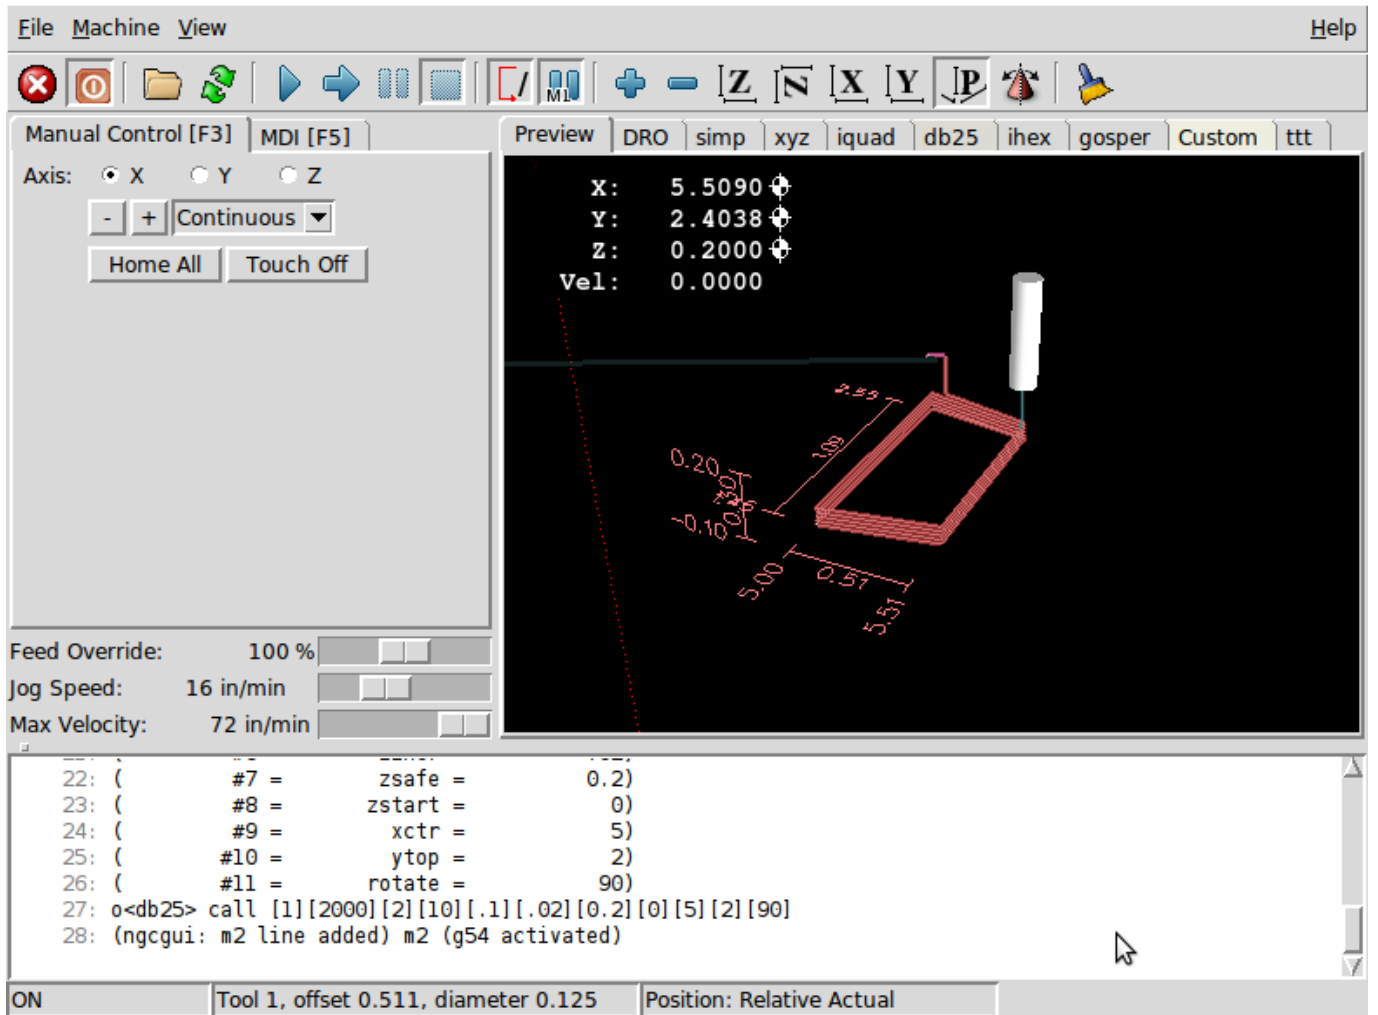 File Machine View Help
Z N X Y P
M1
Manual Control [F3] MDI [F5]
Preview DRO simp xyz iquad db25 ihex gosper Custom ttt
Axis: X Y Z
- + Continuous
Home All Touch Off
X: 5.5090
Y: 2.4038
Z: 0.2000
Vel: 0.0000
0.20
-0.10
5.00
0.51
5.51
Feed Override: 100 %
Jog Speed: 16 in/min
Max Velocity: 72 in/min
22: ( #7 = zsafe = 0.2)
23: ( #8 = zstart = 0)
24: ( #9 = xctr = 5)
25: ( #10 = ytop = 2)
26: ( #11 = rotate = 90)
27: o<db25> call [1][2000][2][10][.1][.02][0.2][0][5][2][90]
28: (ngcgui: m2 line added) m2 (g54 activated)
ON Tool 1, offset 0.511, diameter 0.125 Position: Relative Actual